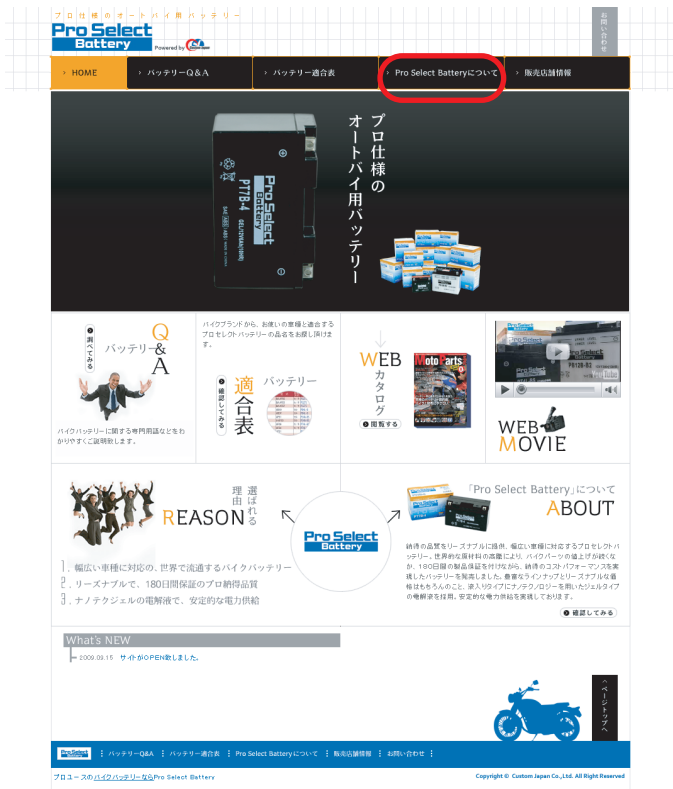 プロ仕様のオートバイ用バッテリー
Pro Select
Battery
Powered by
お問い合わせ
› HOME
› バッテリーQ&A
› バッテリー適合表
› Pro Select Batteryについて
› 販売店舗情報
プロ仕様の
オートバイ用バッテリー
Pro Select
Battery
PT7B-4
GEL/12V6Ah(10HR)
調べてみる
バッテリー
Q&A
バイクバッテリーに関する専門用語などをわ
かりやすくご説明致します。
バイクブランドから、お使いの車種と適合する
プロセレクトバッテリーの品名をお探し頂けま
す。
確認してみる
適合表
バッテリー
WEB
カタログ
MotoParts
閲覧する
WEB
MOVIE
選ばれる
理由
REASON
1. 幅広い車種に対応の、世界で流通するバイクバッテリー
2. リーズナブルで、180日間保証のプロ納得品質
3. ナノテクジェルの電解液で、安定的な電力供給
Pro Select
Battery
「Pro Select Battery」について
ABOUT
納得の品質をリーズナブルに提供、幅広い車種に対応するプロセレクトバ
ッテリー。世界的な原材料の高騰により、バイクパーツの値上げが続くな
か、180日間の製品保証を付けながら、納得のコストパフォーマンスを実
現したバッテリーを発売しました。豊富なラインナップとリーズナブルな価
格はもちろんのこと、液入りタイプにナノテクノロジーを用いたジェルタイプ
の電解液を採用。安定的な電力供給を実現しております。
確認してみる
What's NEW
2009.09.15 サイトがOPEN致しました。
ページトップへ
Pro Select
Battery
バッテリーQ&A
バッテリー適合表
Pro Select Batteryについて
販売店舗情報
お問い合わせ
プロユースのバイクバッテリーならPro Select Battery
Copyright © Custom Japan Co.,Ltd. All Right Reserved